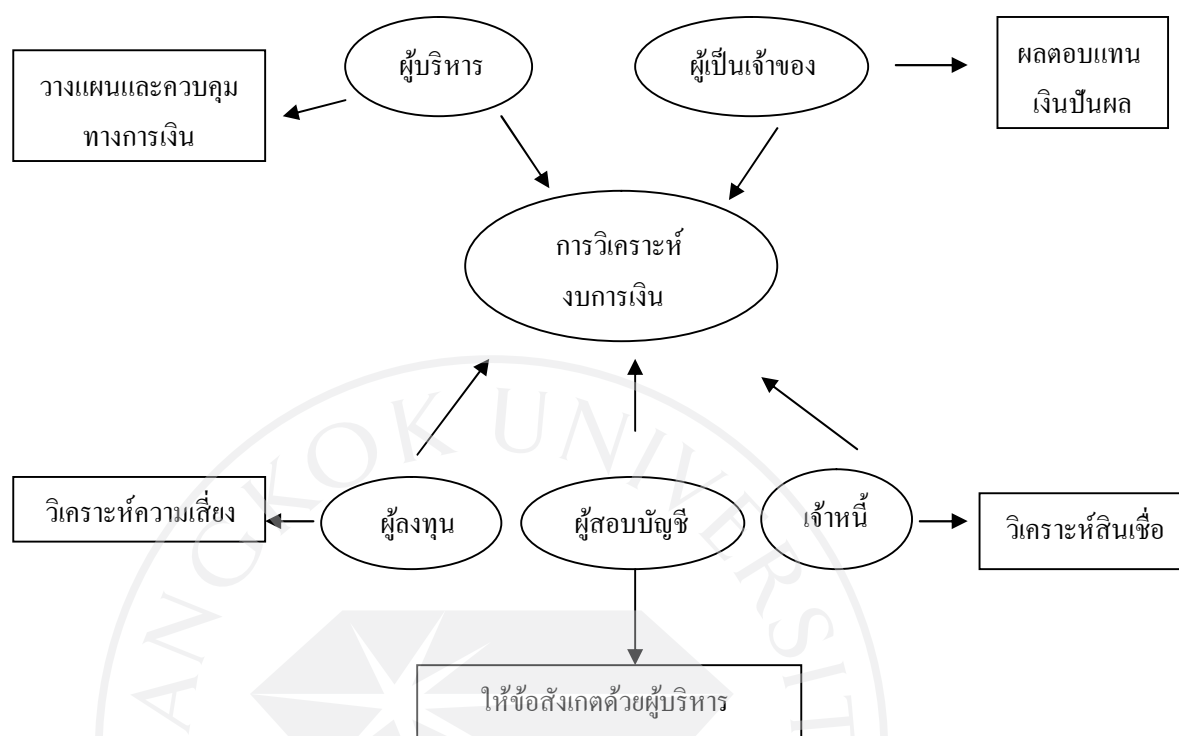 ผู้บริหาร
ผู้เป็นเจ้าของ
ผลตอบแทน
เงินปันผล
วางแผนและควบคุม
ทางการเงิน
การวิเคราะห์
งบการเงิน
วิเคราะห์ความเสี่ยง
ผู้ลงทุน
ผู้สอบบัญชี
เจ้าหนี้
วิเคราะห์สินเชื่อ
ให้ข้อสังเกตด้วยผู้บริหาร
ANGKOK UNIVERSIT